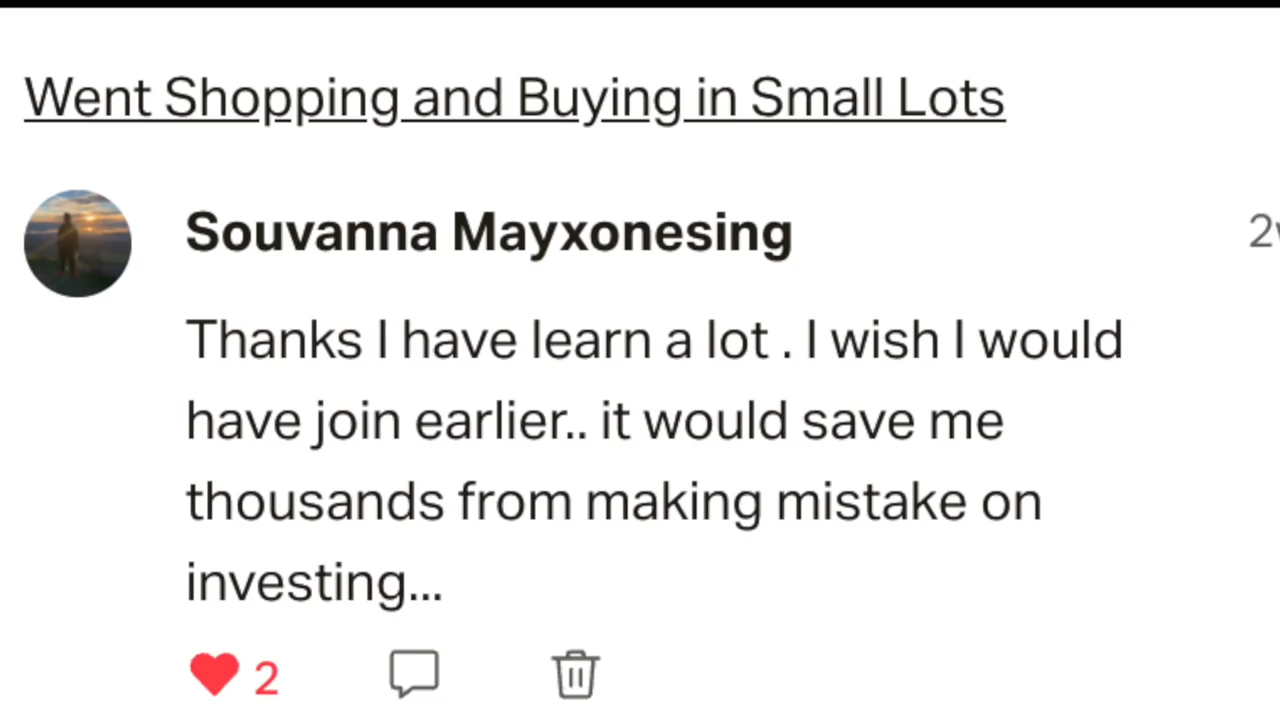 Went Shopping and Buying in Small Lots
Souvanna Mayxonesing
Thanks I have learn a lot . I wish I would
have join earlier.. it would save me
thousands from making mistake on
investing...
2